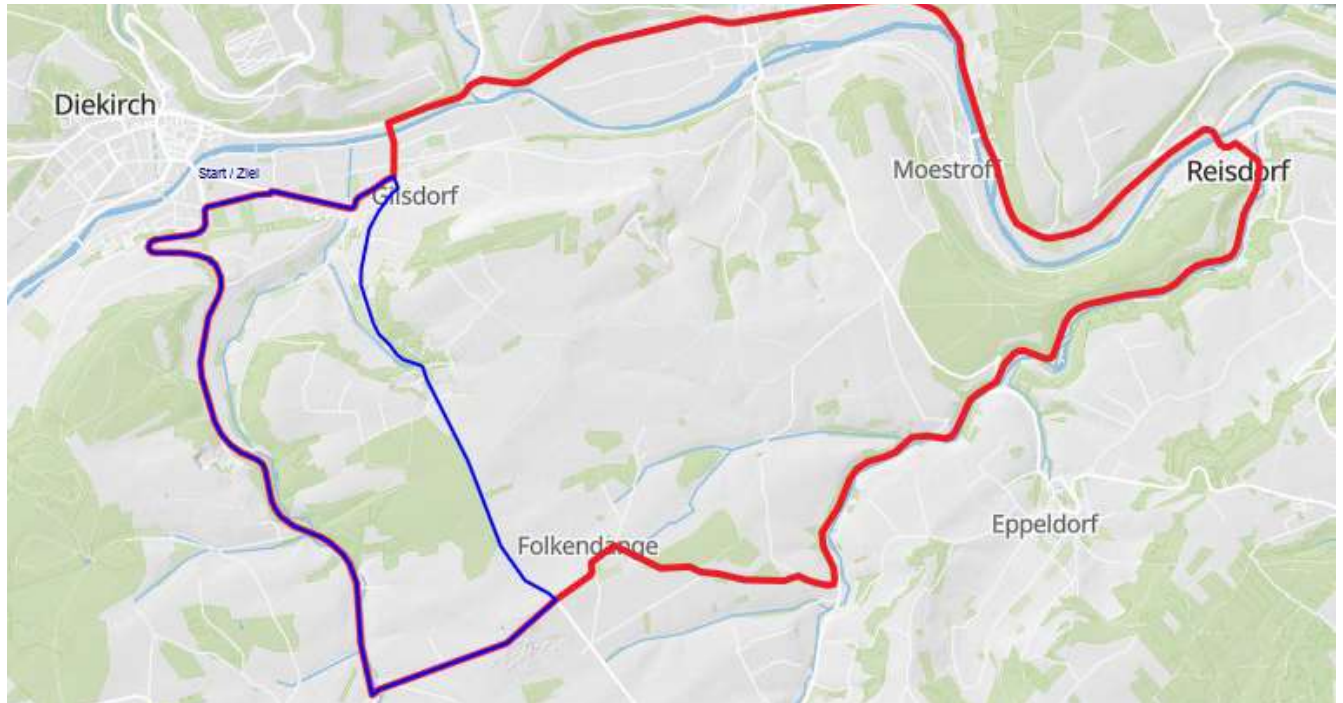 Diekirch
Start / Ziel
Gilsdorf
Moestroff
Reisdorf
Folkendange
Eppeldorf